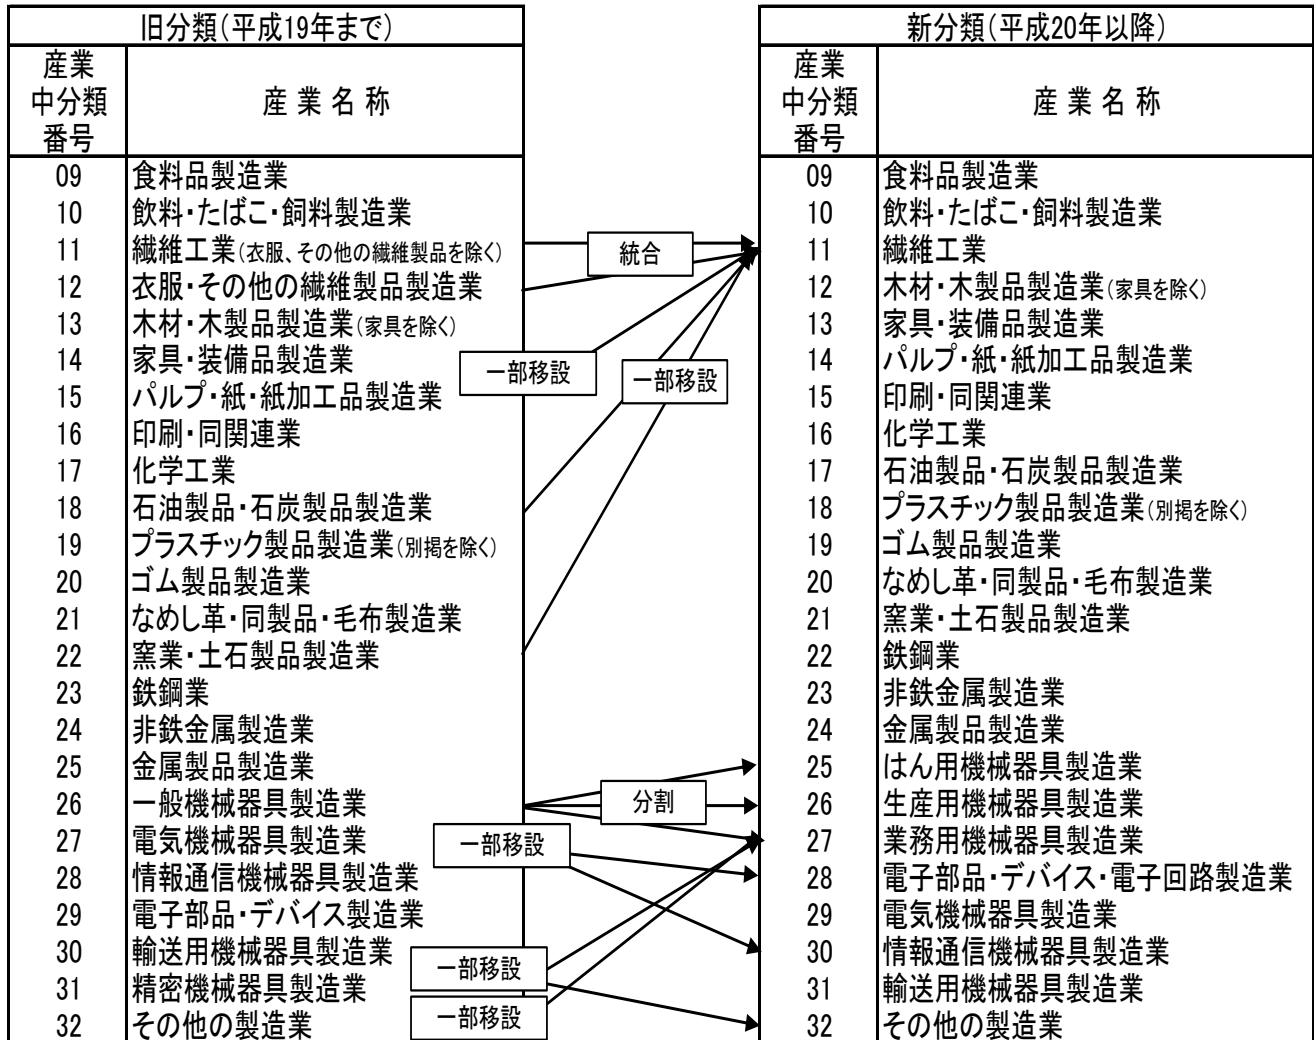 旧分類(平成19年まで)
産業
中分類
番号
産業名称
09 食料品製造業
10 飲料・たばこ・飼料製造業
11 繊維工業(衣服、その他の繊維製品を除く)
12 衣服・その他の繊維製品製造業
13 木材・木製品製造業(家具を除く)
14 家具・装備品製造業
15 パルプ・紙・紙加工品製造業
16 印刷・同関連業
17 化学工業
18 石油製品・石炭製品製造業
19 プラスチック製品製造業(別掲を除く)
20 ゴム製品製造業
21 なめし革・同製品・毛布製造業
22 窯業・土石製品製造業
23 鉄鋼業
24 非鉄金属製造業
25 金属製品製造業
26 一般機械器具製造業
27 電気機械器具製造業
28 情報通信機械器具製造業
29 電子部品・デバイス製造業
30 輸送用機械器具製造業
31 精密機械器具製造業
32 その他の製造業
統合
一部移設
一部移設
分割
一部移設
一部移設
一部移設
新分類(平成20年以降)
産業
中分類
番号
産業名称
09 食料品製造業
10 飲料・たばこ・飼料製造業
11 繊維工業
12 木材・木製品製造業(家具を除く)
13 家具・装備品製造業
14 パルプ・紙・紙加工品製造業
15 印刷・同関連業
16 化学工業
17 石油製品・石炭製品製造業
18 プラスチック製品製造業(別掲を除く)
19 ゴム製品製造業
20 なめし革・同製品・毛布製造業
21 窯業・土石製品製造業
22 鉄鋼業
23 非鉄金属製造業
24 金属製品製造業
25 はん用機械器具製造業
26 生産用機械器具製造業
27 業務用機械器具製造業
28 電子部品・デバイス・電子回路製造業
29 電気機械器具製造業
30 情報通信機械器具製造業
31 輸送用機械器具製造業
32 その他の製造業